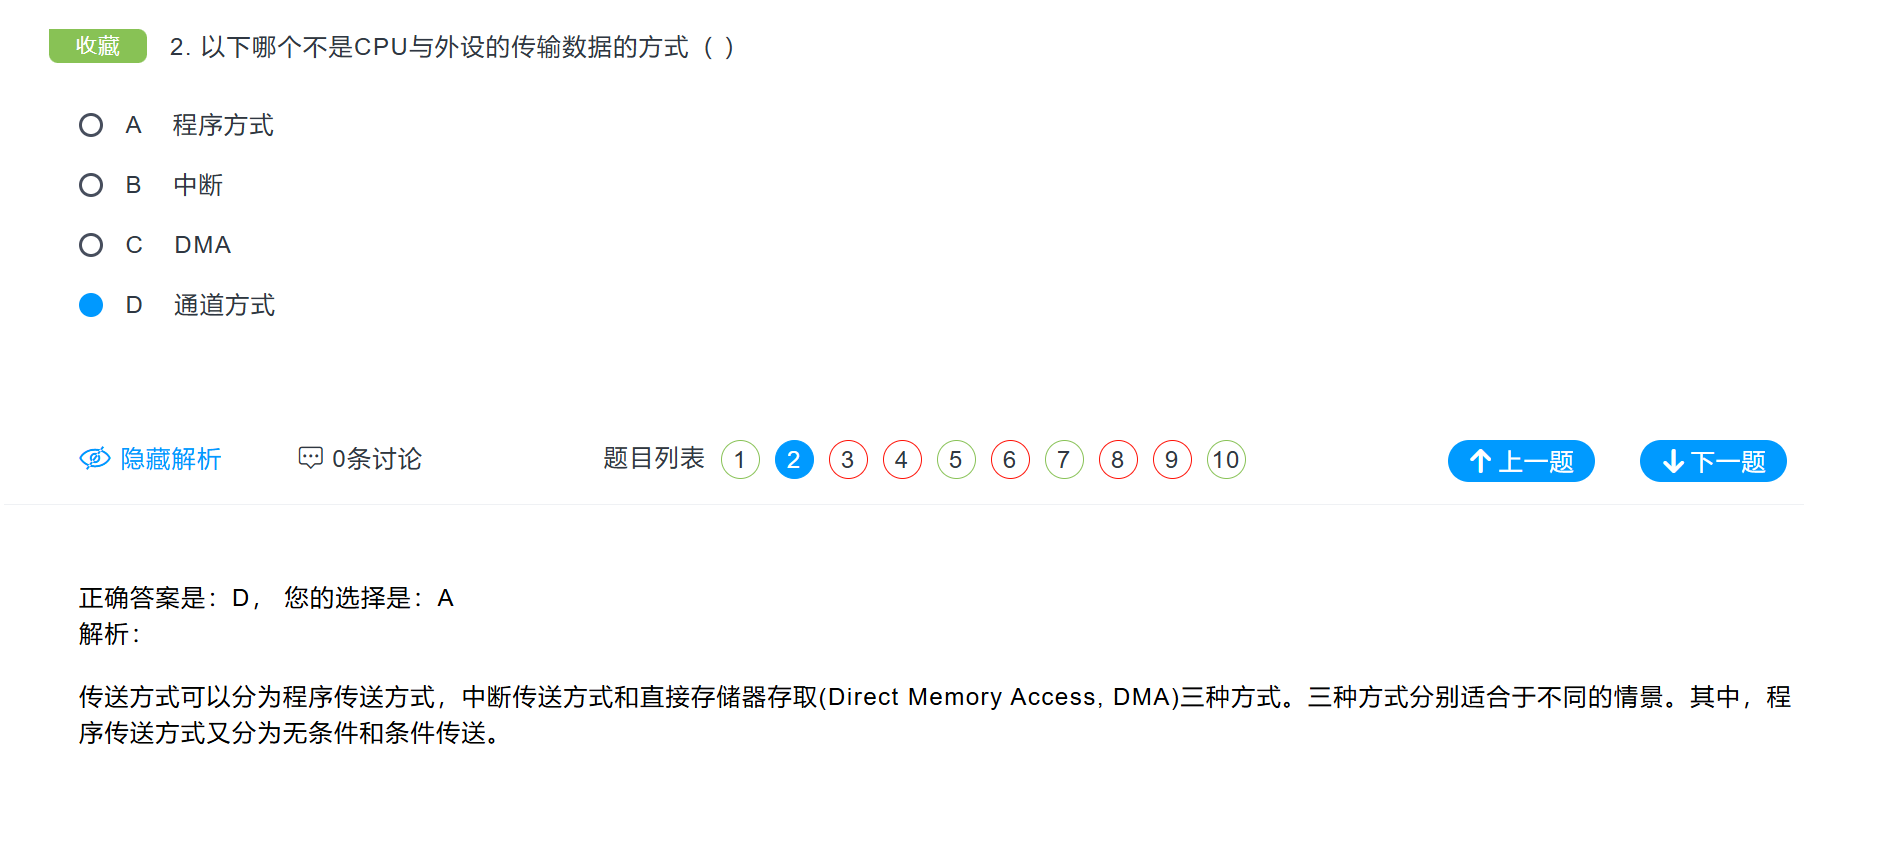 收藏 2. 以下哪个不是CPU与外设的传输数据的方式（ ）
A 程序方式
B 中断
C DMA
D 通道方式
隐藏解析 0条讨论 题目列表 1 2 3 4 5 6 7 8 9 10 上一题 下一题
正确答案是：D， 您的选择是：A
解析：
传送方式可以分为程序传送方式，中断传送方式和直接存储器存取(Direct Memory Access, DMA)三种方式。三种方式分别适合于不同的情景。其中，程
序传送方式又分为无条件和条件传送。